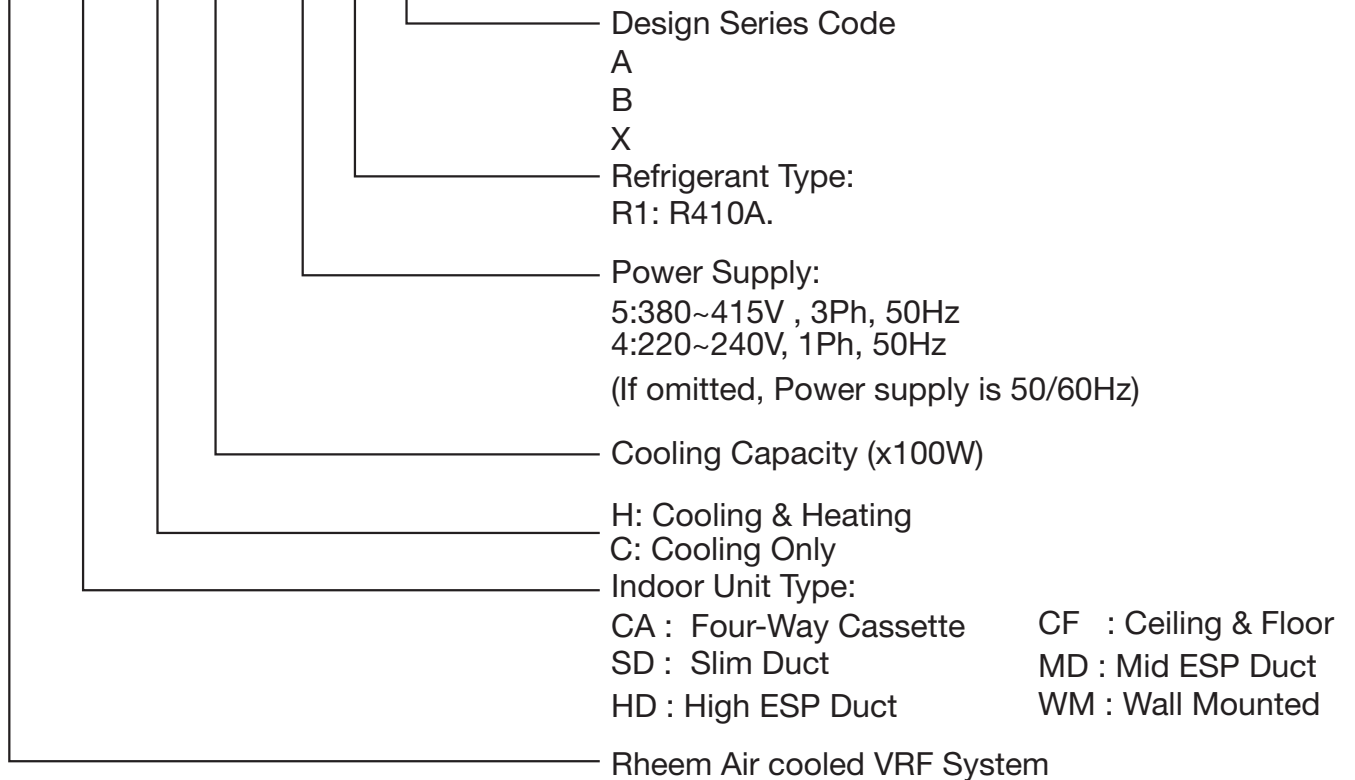 Design Series Code
A
B
X
Refrigerant Type:
R1: R410A.
Power Supply:
5:380~415V , 3Ph, 50Hz
4:220~240V, 1Ph, 50Hz
(If omitted, Power supply is 50/60Hz)
Cooling Capacity (x100W)
H: Cooling & Heating
C: Cooling Only
Indoor Unit Type:
CA : Four-Way Cassette CF : Ceiling & Floor
SD : Slim Duct MD : Mid ESP Duct
HD : High ESP Duct WM : Wall Mounted
Rheem Air cooled VRF System